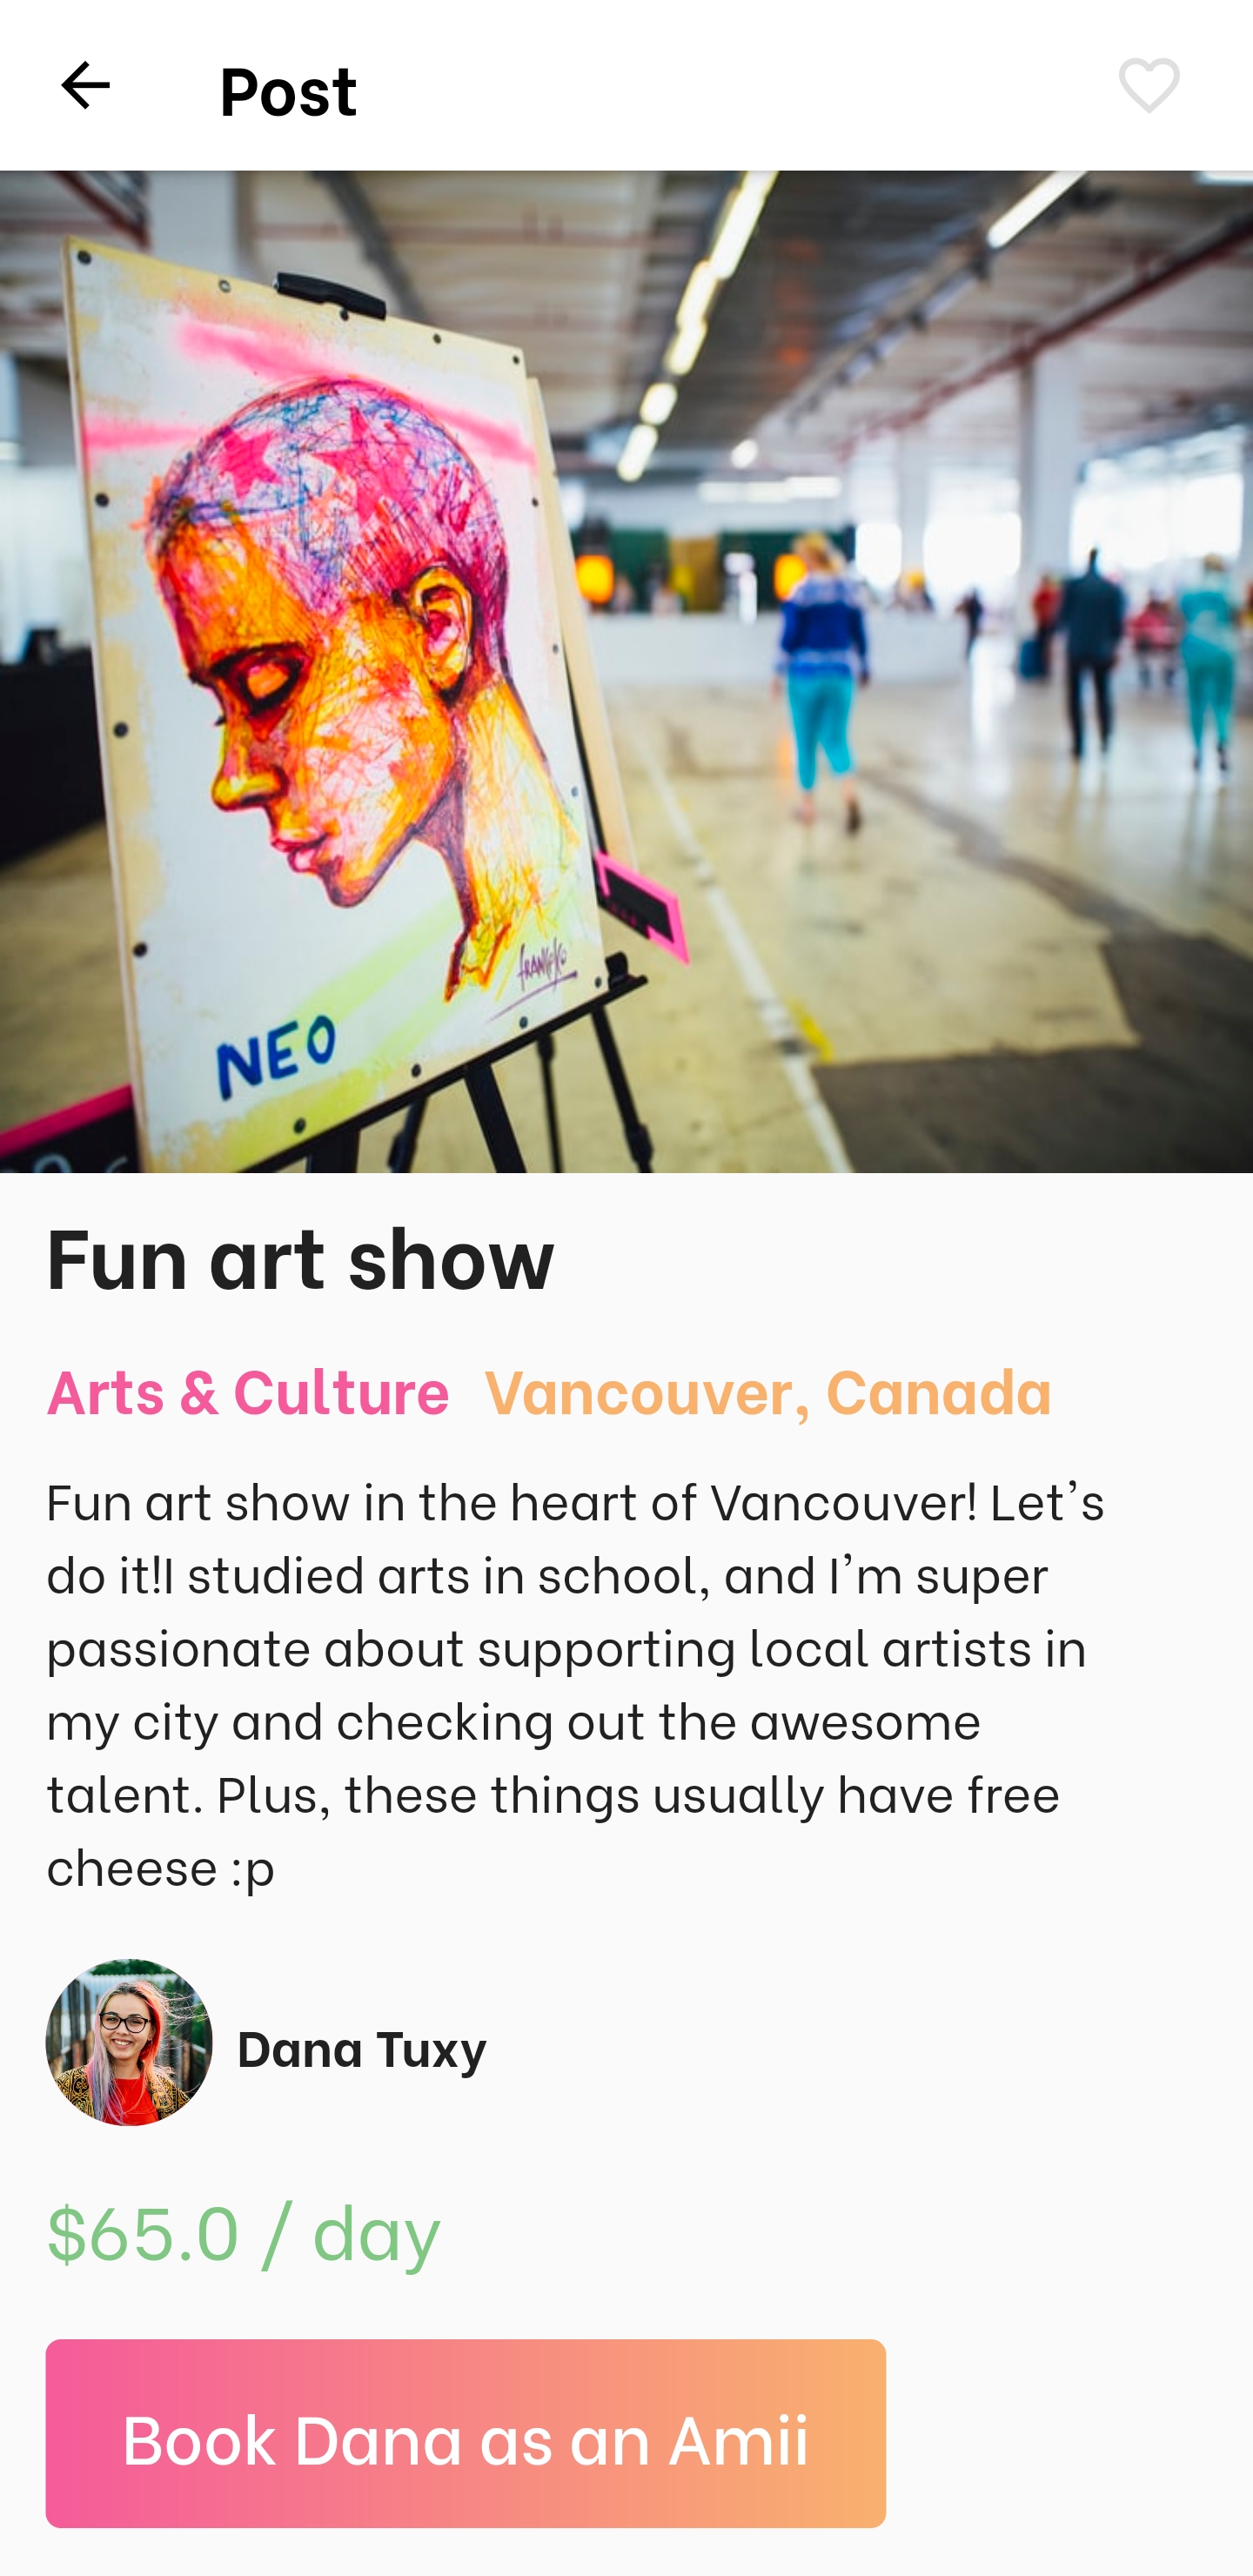 Post
NEO
Fun art show
Arts & Culture Vancouver, Canada
Fun art show in the heart of Vancouver! Let's
do it!I studied arts in school, and I'm super
passionate about supporting local artists in
my city and checking out the awesome
talent. Plus, these things usually have free
cheese :p
Dana Tuxy
$65.0 / day
Book Dana as an Amii